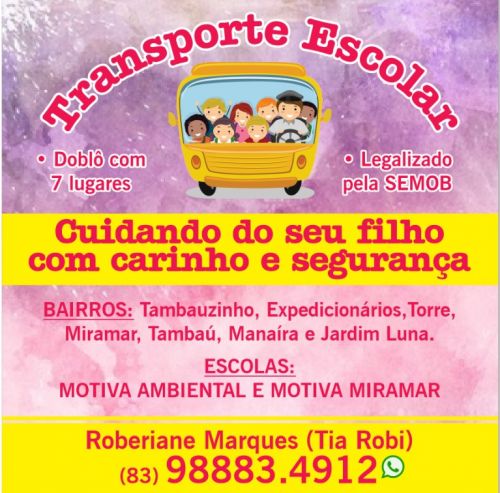 Transporte Escolar
• Doblô com
7 lugares
• Legalizado
pela SEMOB
Cuidando do seu filho
com carinho e segurança
BAIRROS: Tambauzinho, Expedicionários,Torre,
Miramar, Tambaú, Manaíra e Jardim Luna.
ESCOLAS:
MOTIVA AMBIENTAL E MOTIVA MIRAMAR
Roberiane Marques (Tia Robi)
(83) 98883.4912